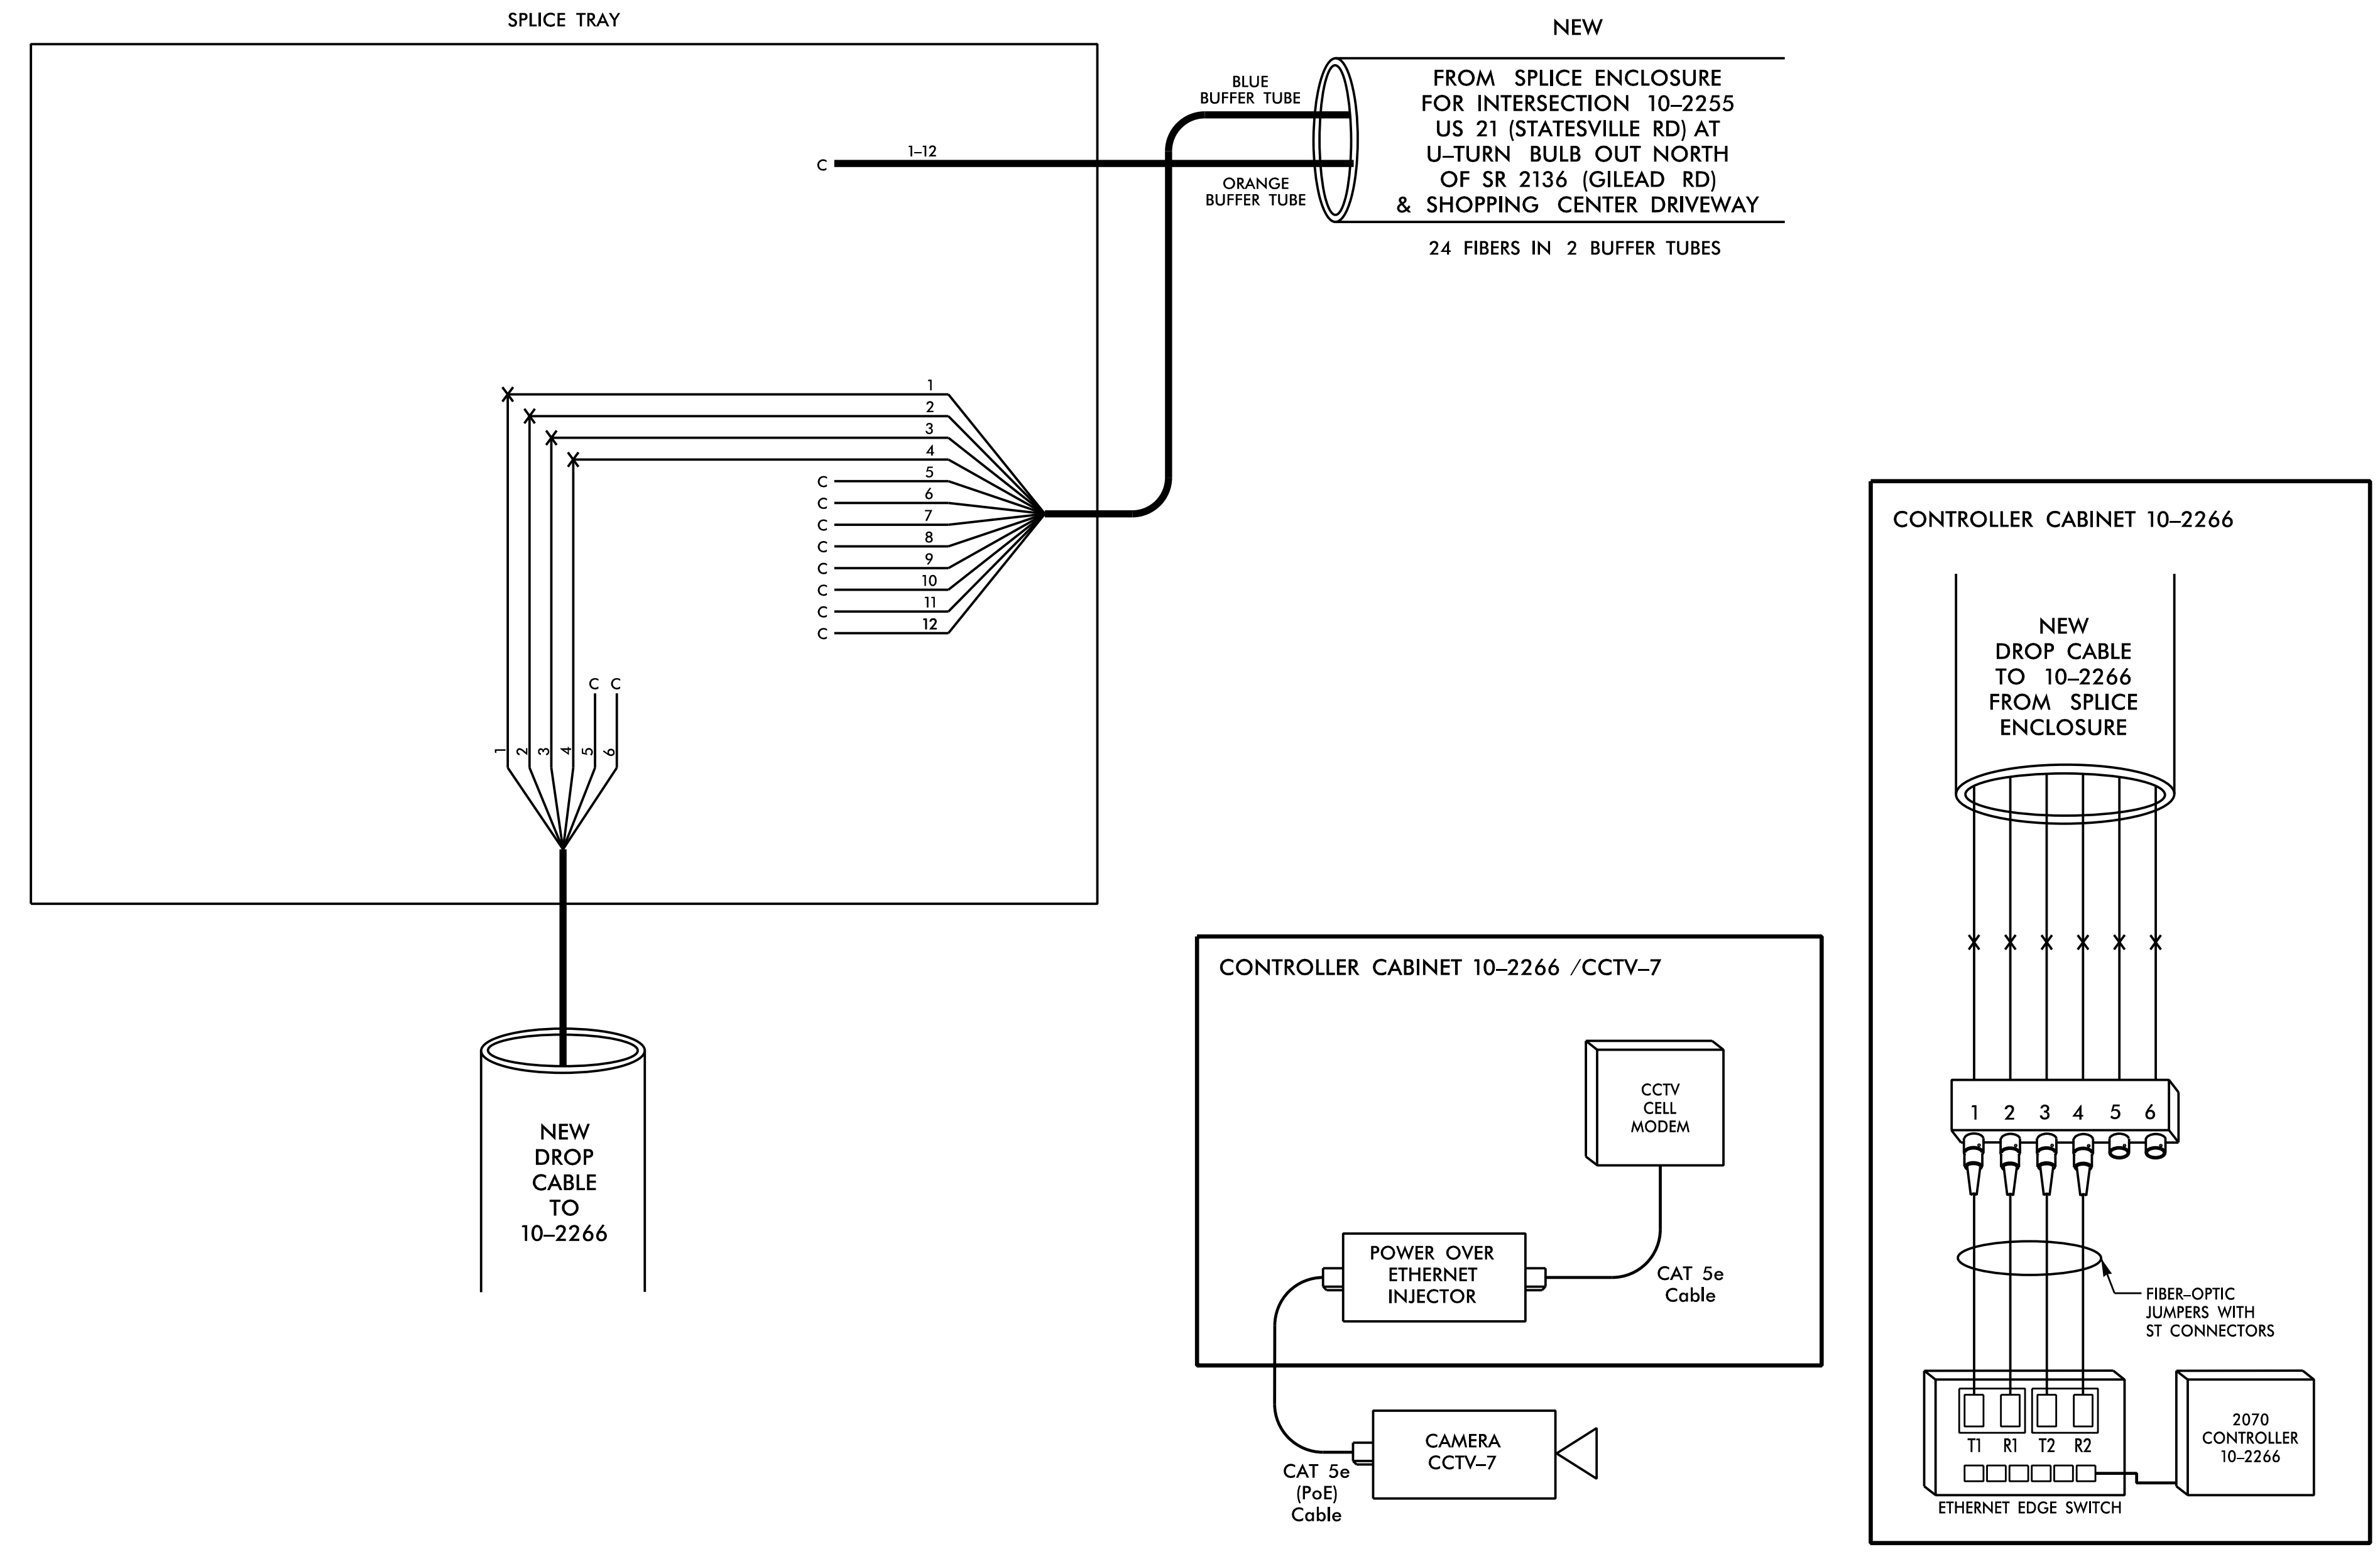 SPLICE TRAY
NEW
FROM SPLICE ENCLOSURE
FOR INTERSECTION 10–2255
US 21 (STATESVILLE RD) AT
U–TURN BULB OUT NORTH
OF SR 2136 (GILEAD RD)
& SHOPPING CENTER DRIVEWAY
24 FIBERS IN 2 BUFFER TUBES
BLUE
BUFFER TUBE
C 1–12
ORANGE
BUFFER TUBE
1
2
3
4
C 5
C 6
C 7
C 8
C 9
C 10
C 11
C 12
C C
1 2 3 4 5 6
NEW
DROP
CABLE
TO
10–2266
CONTROLLER CABINET 10–2266 /CCTV–7
CCTV
CELL
MODEM
POWER OVER
ETHERNET
INJECTOR
CAT 5e
Cable
CAMERA
CCTV–7
CAT 5e
(PoE)
Cable
CONTROLLER CABINET 10–2266
NEW
DROP CABLE
TO 10–2266
FROM SPLICE
ENCLOSURE
1 2 3 4 5 6
FIBER–OPTIC
JUMPERS WITH
ST CONNECTORS
T1 R1 T2 R2
ETHERNET EDGE SWITCH
2070
CONTROLLER
10–2266